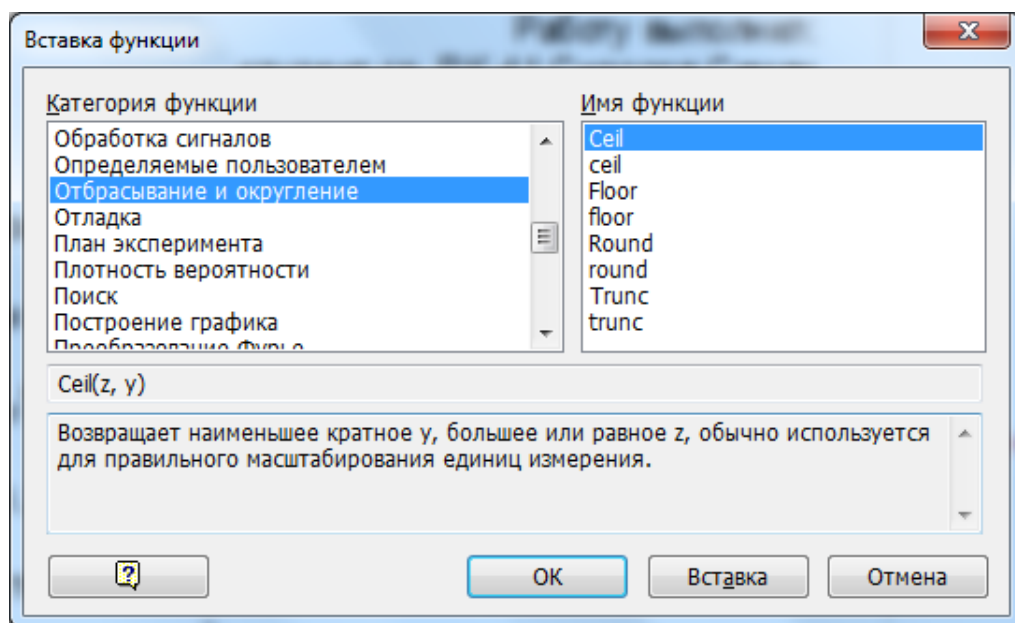 Вставка функции
Категория функции
Обработка сигналов
Определяемые пользователем
Отбрасывание и округление
Отладка
План эксперимента
Плотность вероятности
Поиск
Построение графика
Преобразование Фурье
Имя функции
Ceil
ceil
Floor
floor
Round
round
Trunc
trunc
Ceil(z, y)
Возвращает наименьшее кратное y, большее или равное z, обычно используется
для правильного масштабирования единиц измерения.
OK
Вставка
Отмена